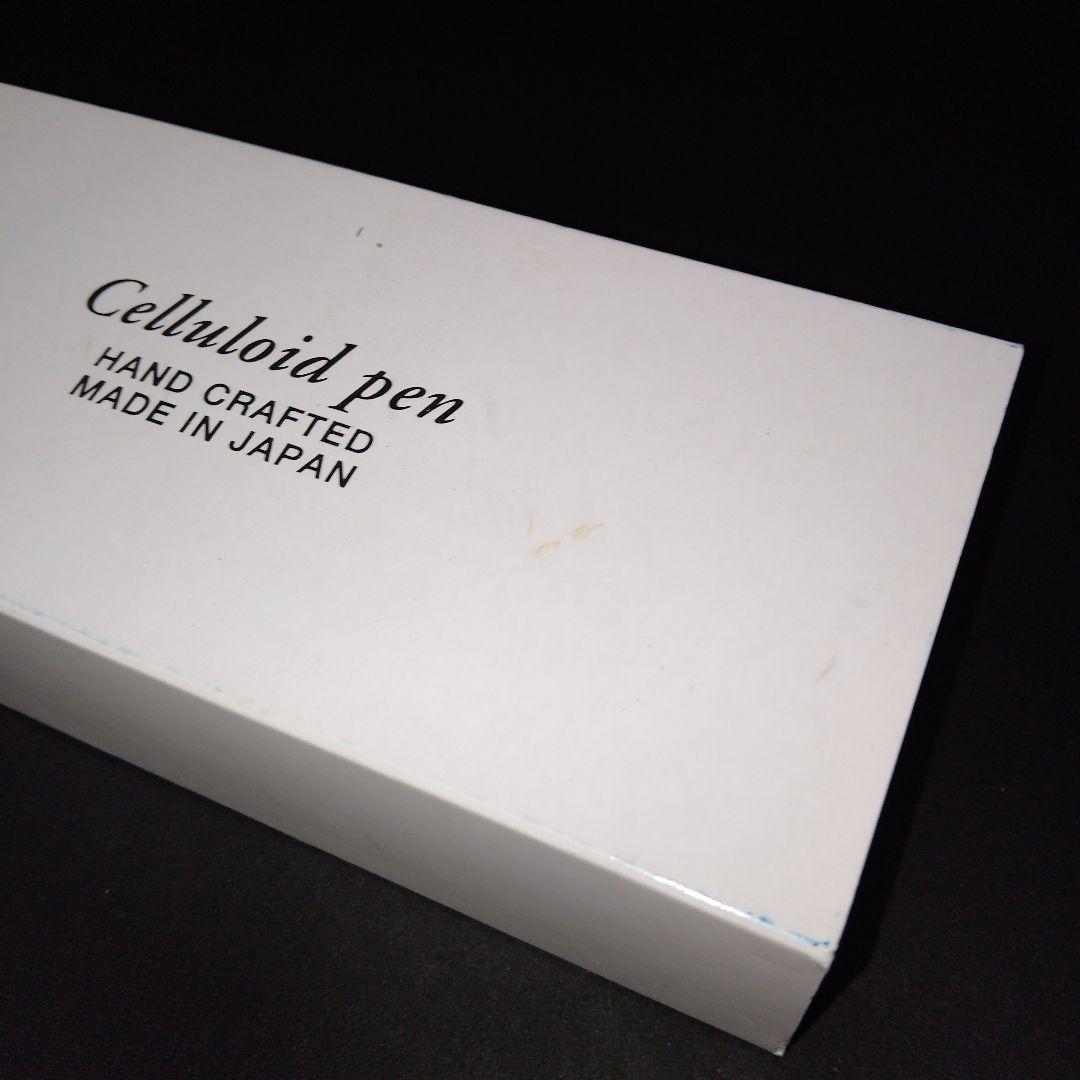 Celluloid pen
HAND CRAFTED
MADE IN JAPAN